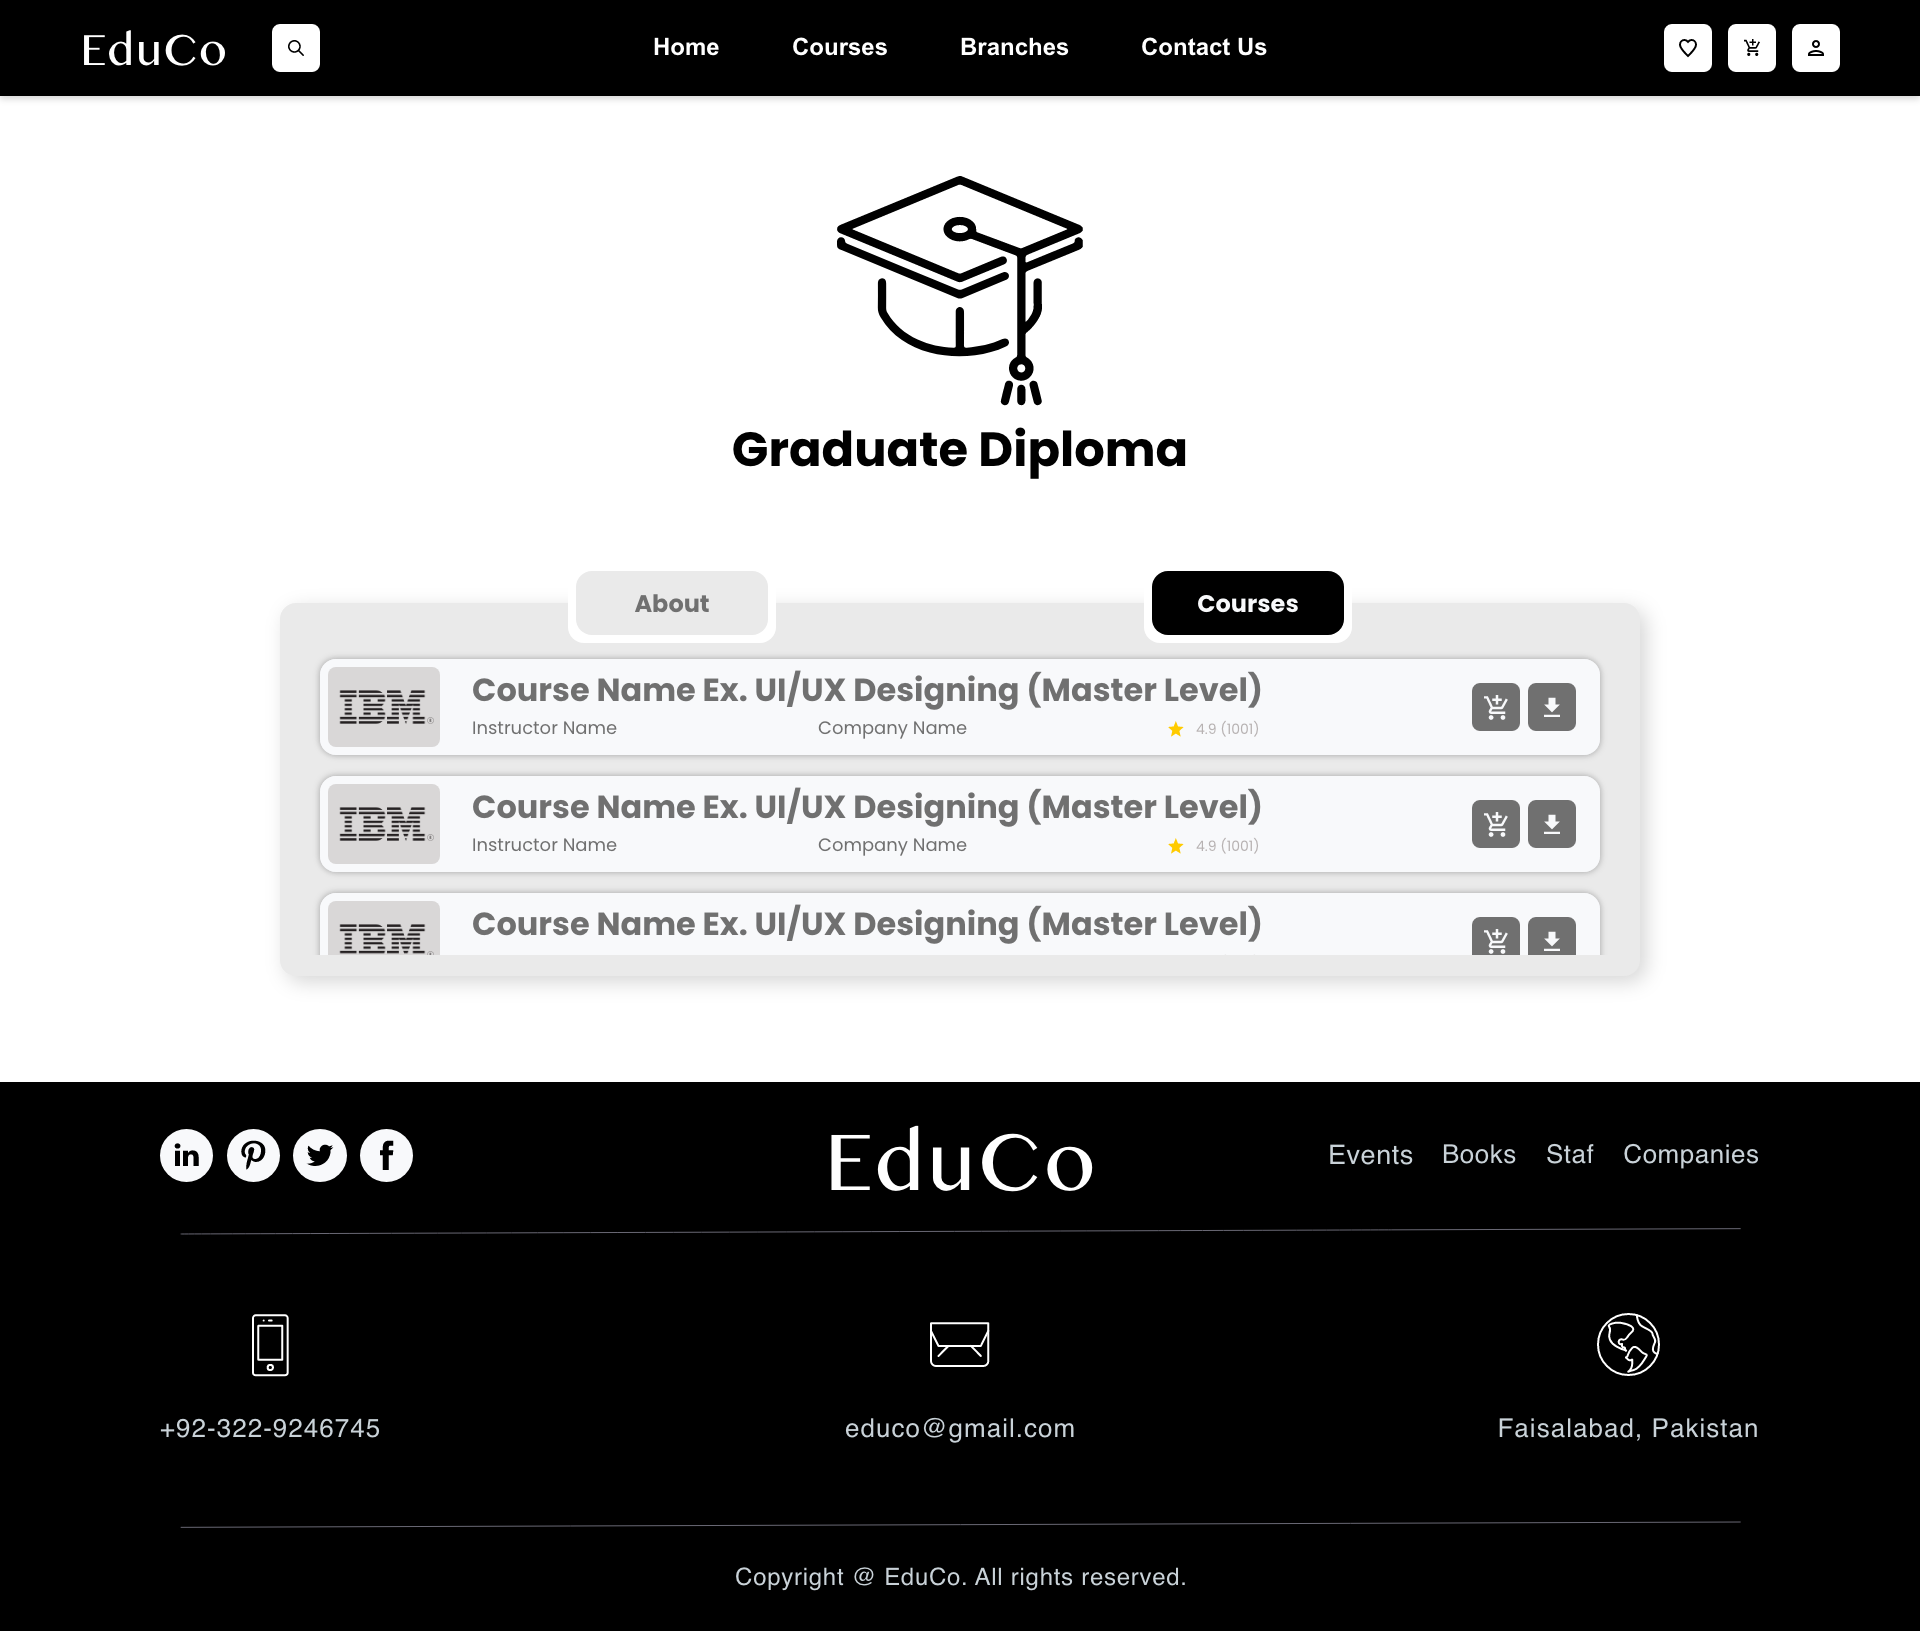 EduCo
Home Courses Branches Contact Us
Graduate Diploma
About Courses
IBM®
Course Name Ex. UI/UX Designing (Master Level)
Instructor Name Company Name 4.9 (1001)
IBM®
Course Name Ex. UI/UX Designing (Master Level)
Instructor Name Company Name 4.9 (1001)
IBM
Course Name Ex. UI/UX Designing (Master Level)
in f
EduCo
Events Books Staf Companies
+92-322-9246745
educo@gmail.com
Faisalabad, Pakistan
Copyright @ EduCo. All rights reserved.